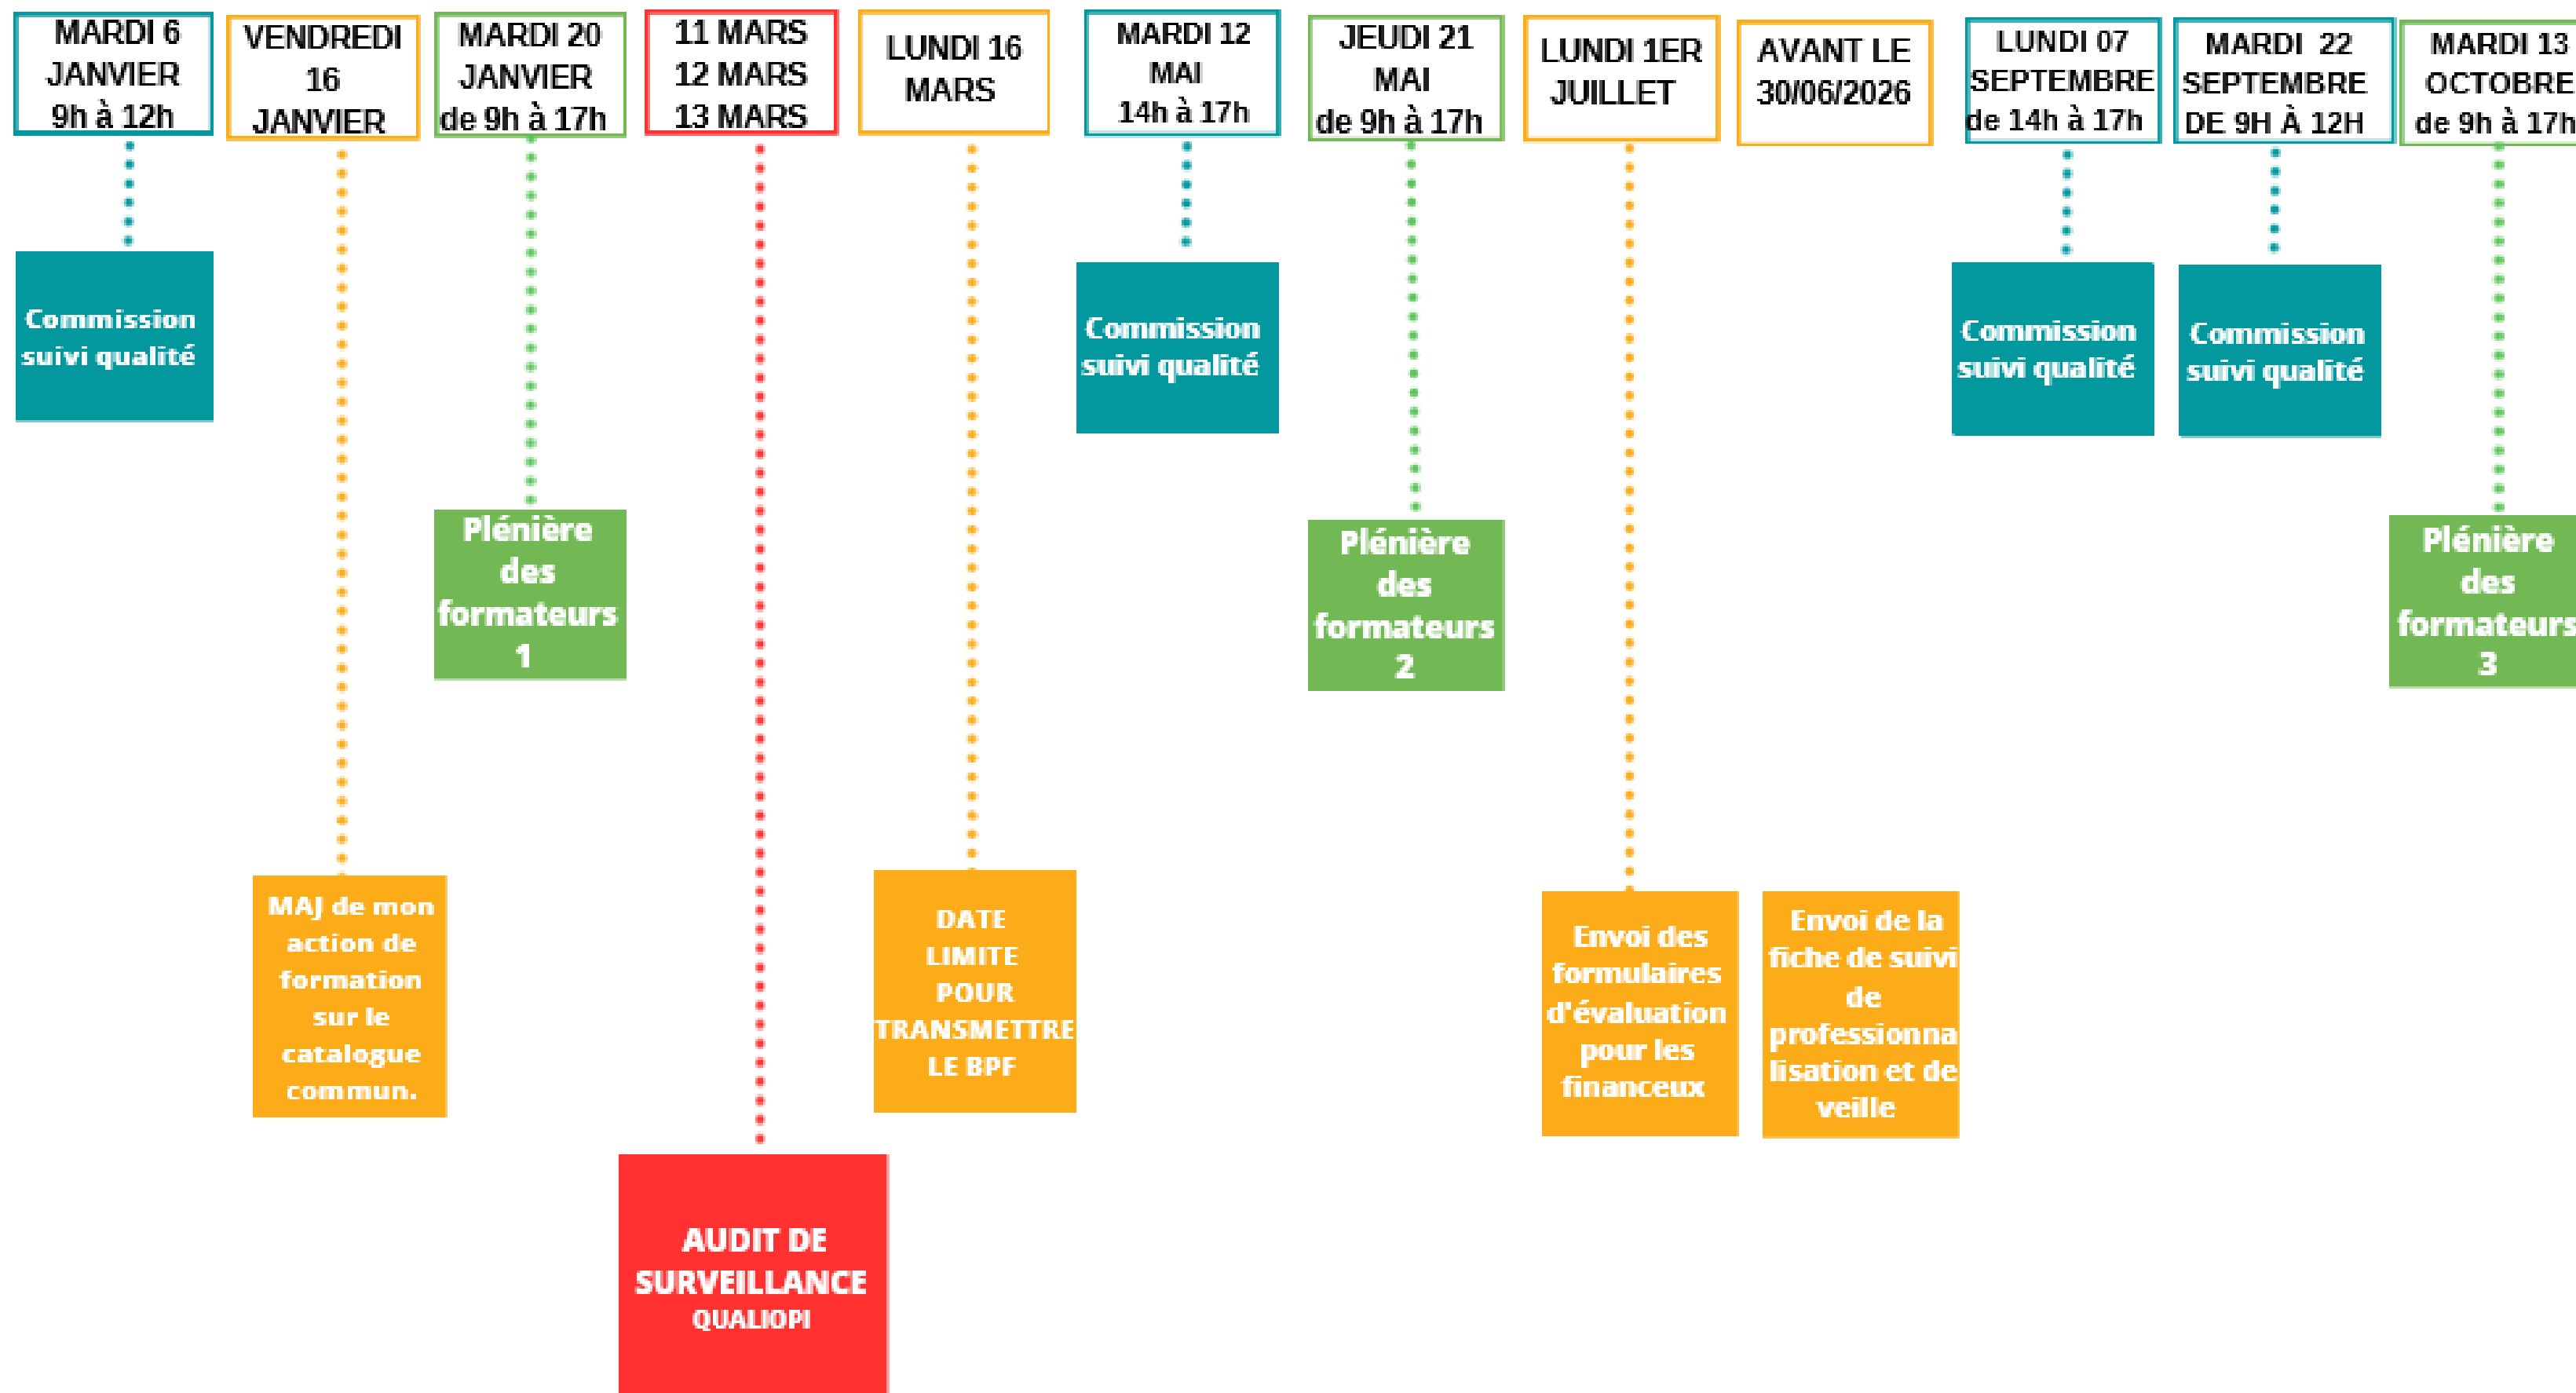 MARDI 6
JANVIER
9h à 12h
VENDREDI
16
JANVIER
MARDI 20
JANVIER
de 9h à 17h
11 MARS
12 MARS
13 MARS
LUNDI 16
MARS
MARDI 12
MAI
14h à 17h
JEUDI 21
MAI
de 9h à 17h
LUNDI 1ER
JUILLET
AVANT LE
30/06/2026
LUNDI 07
SEPTEMBRE
de 14h à 17h
MARDI 22
SEPTEMBRE
DE 9H À 12H
MARDI 13
OCTOBRE
de 9h à 17h
Commission
suivi qualité
Commission
suivi qualité
Commission
suivi qualité
Commission
suivi qualité
Plénière
des
formateurs
1
Plénière
des
formateurs
2
Plénière
des
formateurs
3
MAJ de mon
action de
formation
sur le
catalogue
commun.
DATE
LIMITE
POUR
TRANSMETTRE
LE BPF
Envoi des
formulaires
d'évaluation
pour les
financeux
Envoi de la
fiche de suivi
de
professionna
lisation et de
veille
AUDIT DE
SURVEILLANCE
QUALIOPI